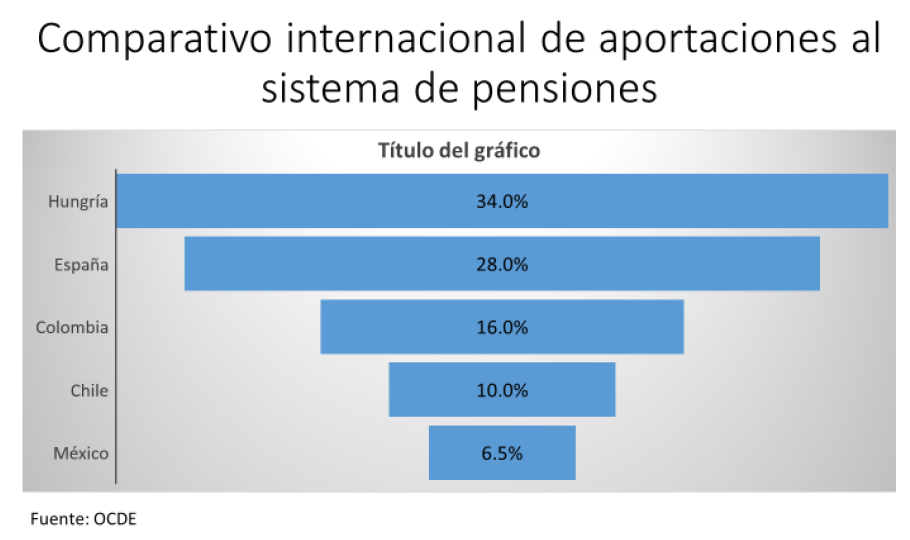 Comparativo internacional de aportaciones al
sistema de pensiones
Título del gráfico
Hungría 34.0%
España 28.0%
Colombia 16.0%
Chile 10.0%
México 6.5%
Fuente: OCDE